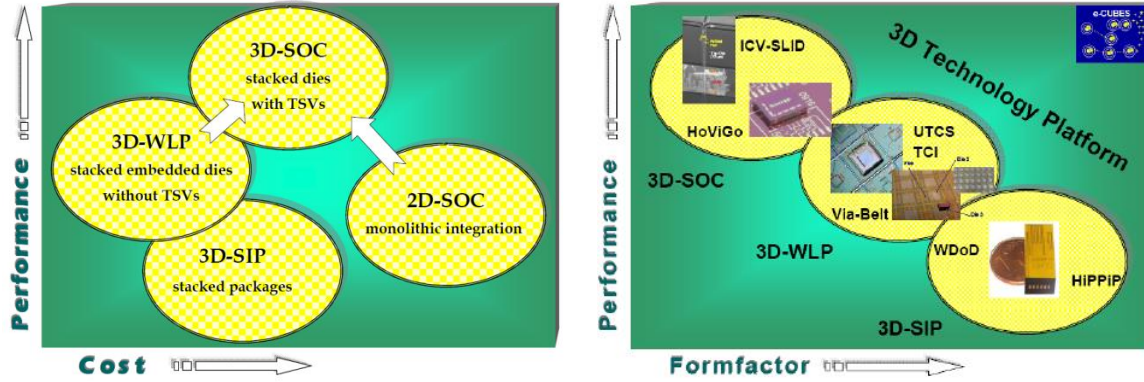 Performance
3D-SOC
stacked dies
with TSVs
3D-WLP
stacked embedded dies
without TSVs
2D-SOC
monolithic integration
3D-SIP
stacked packages
Cost
Performance
e-CUBES
3D Technology Platform
ICV-SLID
HoViGo
3D-SOC
UTCS
TCI
Via-Belt
3D-WLP
WDoD
HiPPiP
3D-SIP
Formfactor